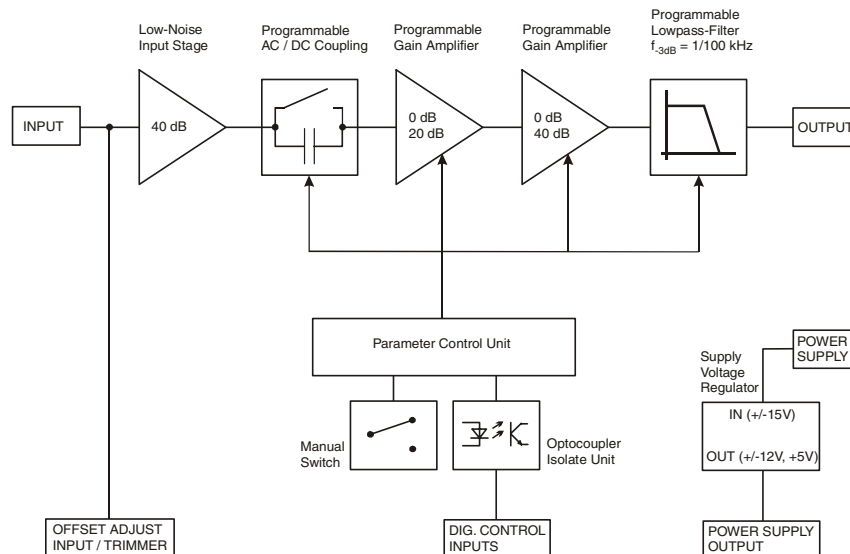 Low-Noise
Input Stage
Programmable
AC / DC Coupling
Programmable
Gain Amplifier
Programmable
Gain Amplifier
Programmable
Lowpass-Filter
f-3dB = 1/100 kHz
INPUT
40 dB
0 dB
20 dB
0 dB
40 dB
OUTPUT
Parameter Control Unit
Manual
Switch
Optocoupler
Isolate Unit
Supply
Voltage
Regulator
POWER
SUPPLY
IN (+/-15V)
OUT (+/-12V, +5V)
OFFSET ADJUST
INPUT / TRIMMER
DIG. CONTROL
INPUTS
POWER SUPPLY
OUTPUT